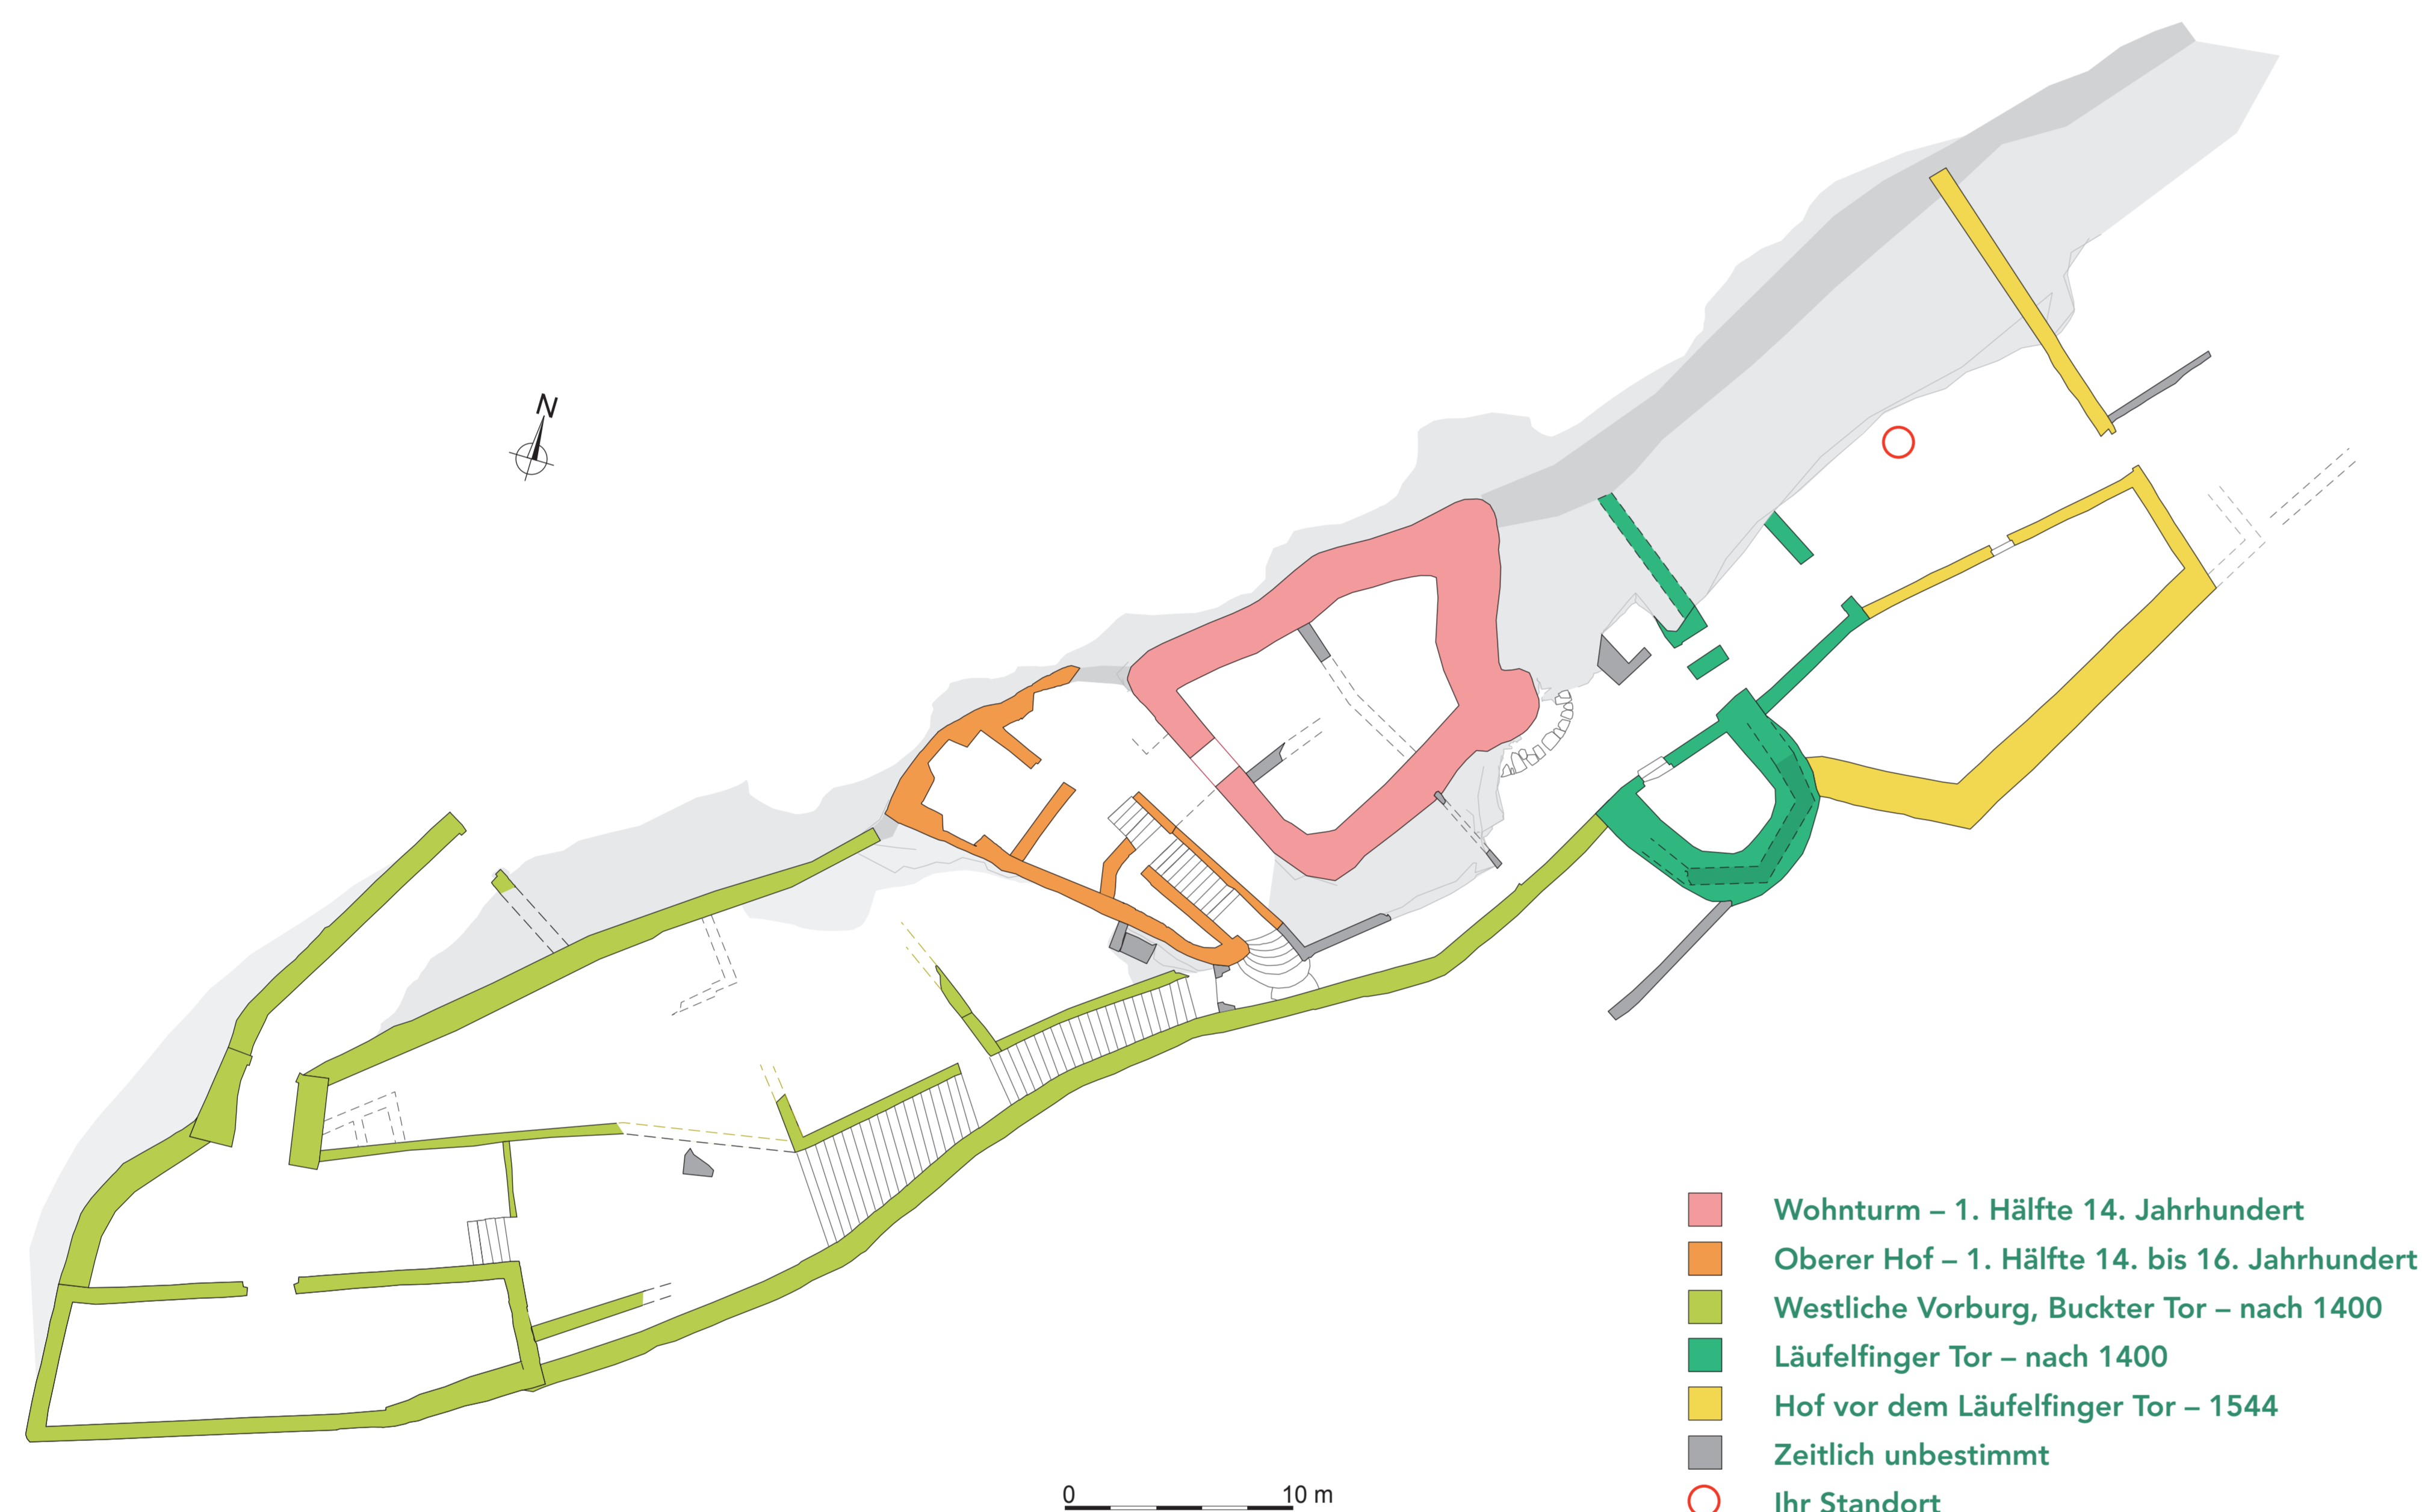 N
Wohnturm – 1. Hälfte 14. Jahrhundert
Oberer Hof – 1. Hälfte 14. bis 16. Jahrhundert
Westliche Vorburg, Buckter Tor – nach 1400
Läufelfinger Tor – nach 1400
Hof vor dem Läufelfinger Tor – 1544
Zeitlich unbestimmt
Ihr Standort
0 10 m